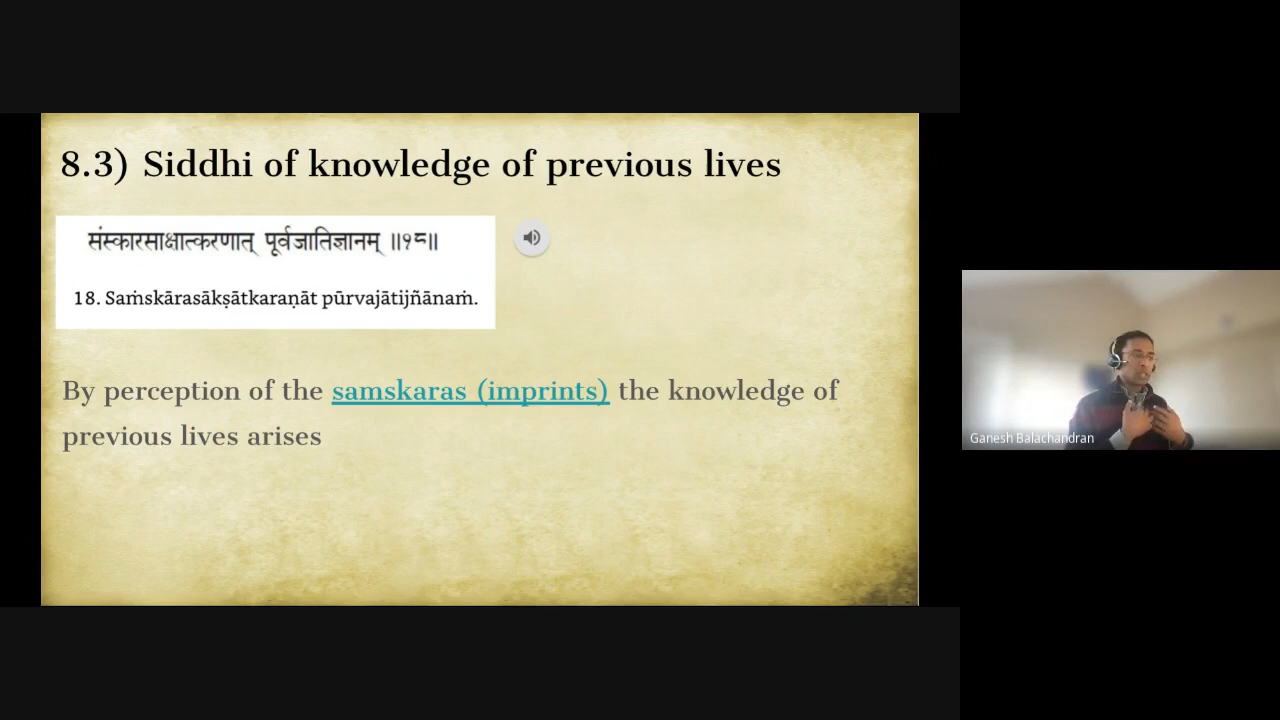 8.3) Siddhi of knowledge of previous lives
संस्कारसाक्षात्करणात् पूर्वजातिज्ञानम् ॥१८॥
18. Saṁskārasākṣātkaraṇāt pūrvajātijñānaṁ.
By perception of the samskaras (imprints) the knowledge of
previous lives arises
Ganesh Balachandran